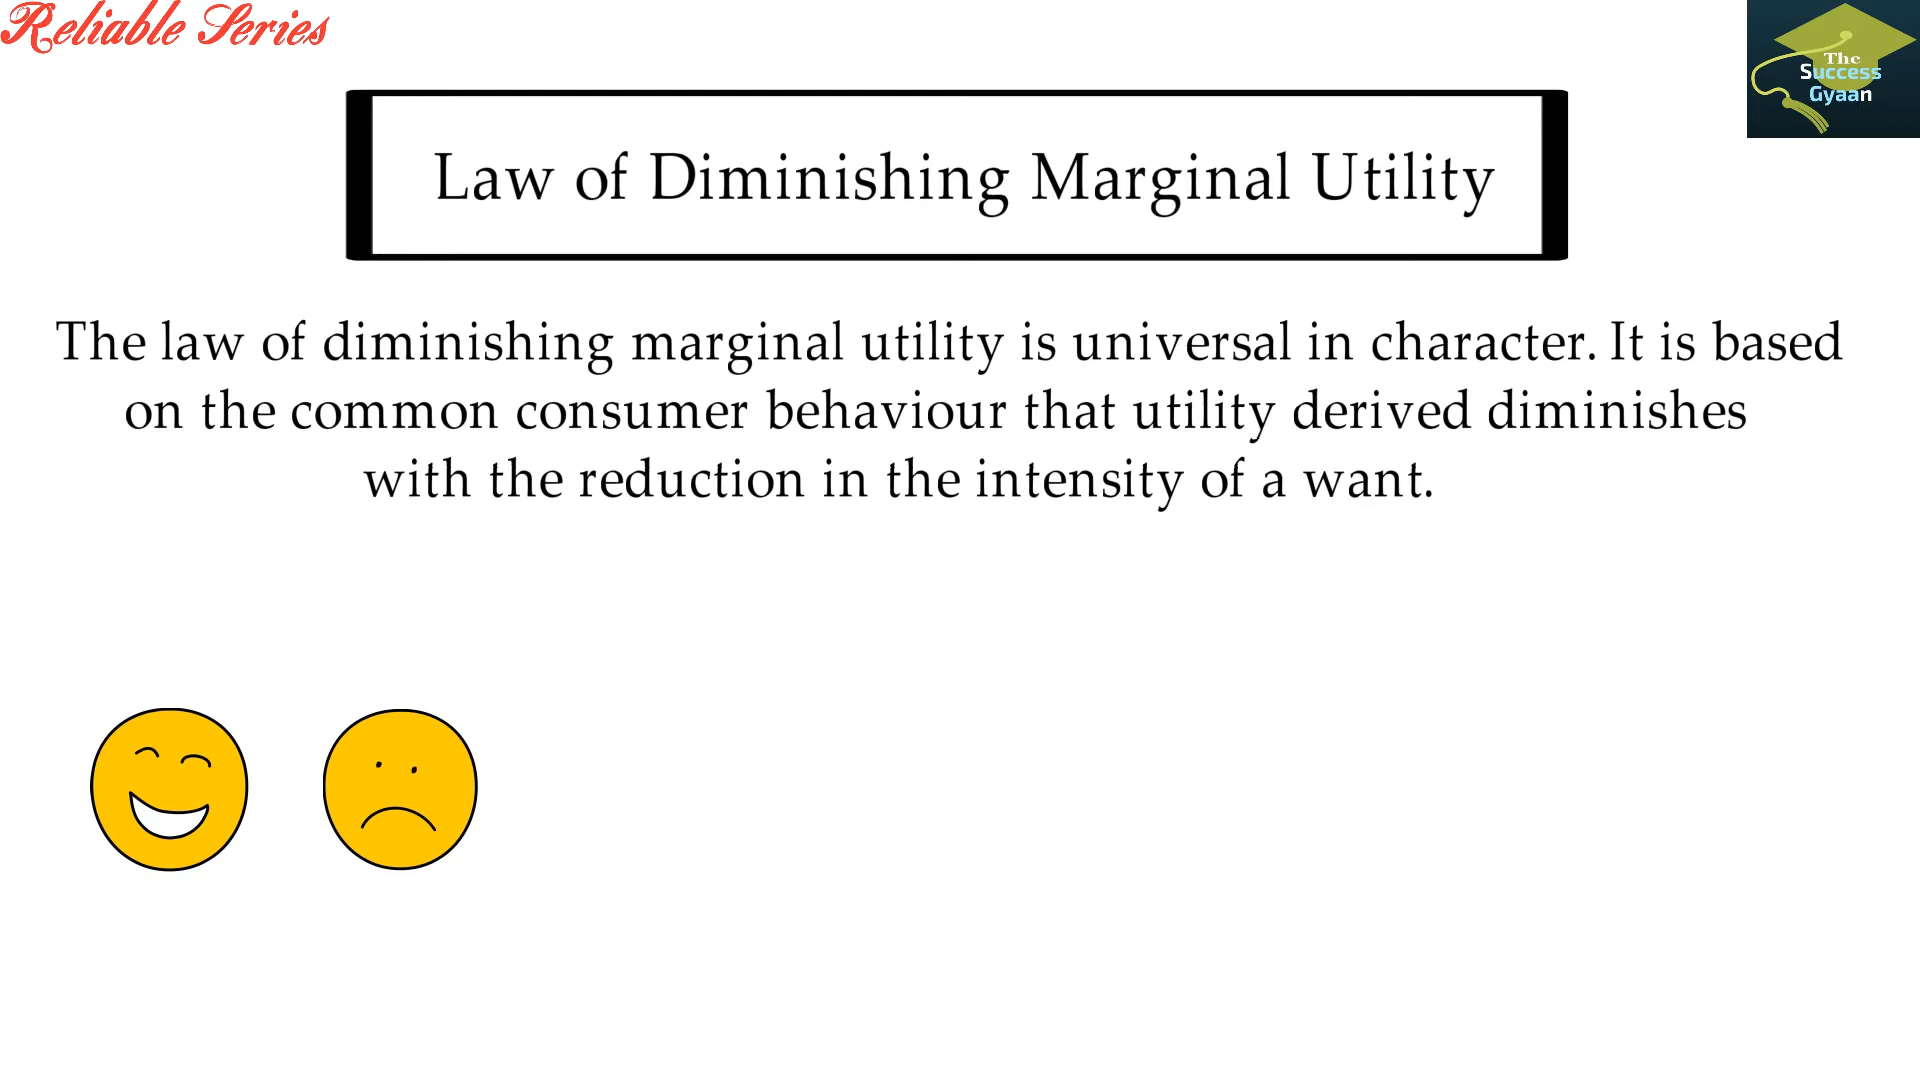 Reliable Series
The
Success
Gyaan
Law of Diminishing Marginal Utility
The law of diminishing marginal utility is universal in character. It is based
on the common consumer behaviour that utility derived diminishes
with the reduction in the intensity of a want.